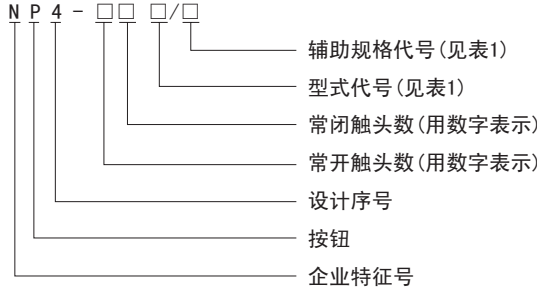 NP4-□□ □/□
辅助规格代号(见表1)
型式代号(见表1)
常闭触头数(用数字表示)
常开触头数(用数字表示)
设计序号
按钮
企业特征号